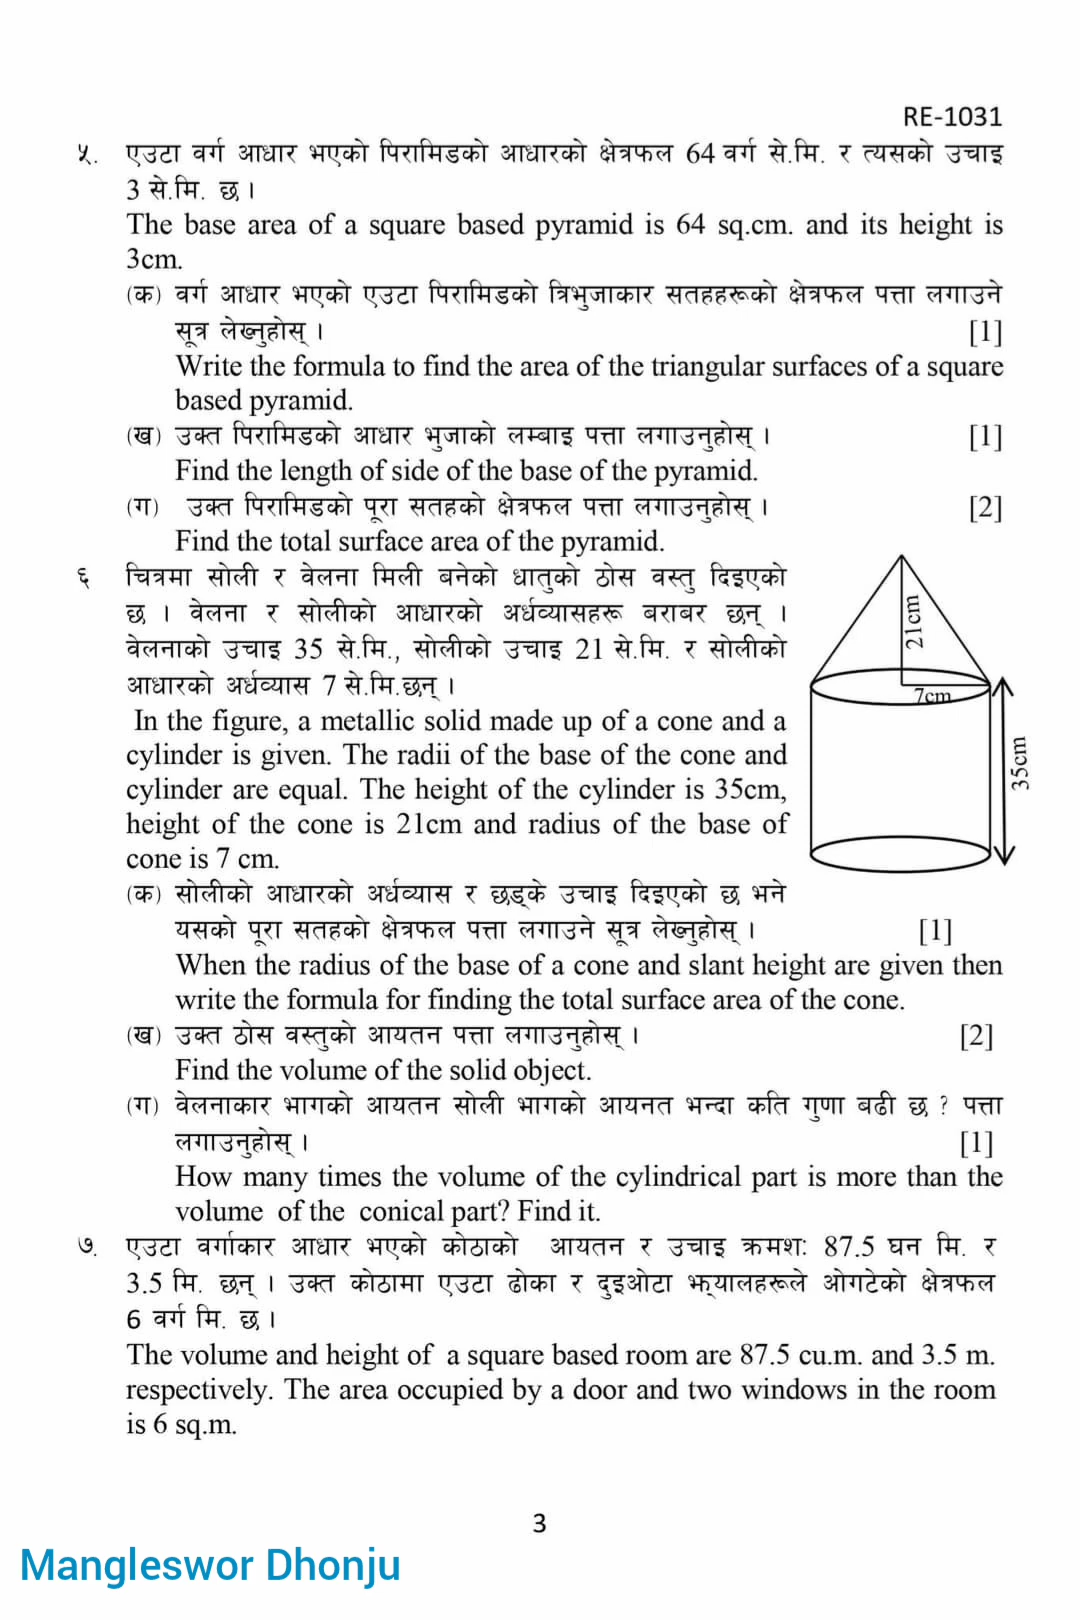 RE-1031
५. एउटा वर्ग आधार भएको पिरामिडको आधारको क्षेत्रफल 64 वर्ग से.मि. र त्यसको उचाइ
3 से.मि. छ ।
The base area of a square based pyramid is 64 sq.cm. and its height is
3cm.
(क) वर्ग आधार भएको एउटा पिरामिडको त्रिभुजाकार सतहहरूको क्षेत्रफल पत्ता लगाउने
सूत्र लेख्नुहोस् । [1]
Write the formula to find the area of the triangular surfaces of a square
based pyramid.
(ख) उक्त पिरामिडको आधार भुजाको लम्बाइ पत्ता लगाउनुहोस् । [1]
Find the length of side of the base of the pyramid.
(ग) उक्त पिरामिडको पूरा सतहको क्षेत्रफल पत्ता लगाउनुहोस् । [2]
Find the total surface area of the pyramid.
६ चित्रमा सोली र वेलना मिली बनेको धातुको ठोस वस्तु दिइएको
छ । वेलना र सोलीको आधारको अर्धव्यासहरू बराबर छन् ।
वेलनाको उचाइ 35 से.मि., सोलीको उचाइ 21 से.मि. र सोलीको
आधारको अर्धव्यास 7 से.मि.छन् ।
In the figure, a metallic solid made up of a cone and a
cylinder is given. The radii of the base of the cone and
cylinder are equal. The height of the cylinder is 35cm,
height of the cone is 21cm and radius of the base of
cone is 7 cm.
21cm
7cm
35cm
(क) सोलीको आधारको अर्धव्यास र छड्के उचाइ दिइएको छ भने
यसको पूरा सतहको क्षेत्रफल पत्ता लगाउने सूत्र लेख्नुहोस् । [1]
When the radius of the base of a cone and slant height are given then
write the formula for finding the total surface area of the cone.
(ख) उक्त ठोस वस्तुको आयतन पत्ता लगाउनुहोस् । [2]
Find the volume of the solid object.
(ग) वेलनाकार भागको आयतन सोली भागको आयनत भन्दा कति गुणा बढी छ ? पत्ता
लगाउनुहोस् । [1]
How many times the volume of the cylindrical part is more than the
volume of the conical part? Find it.
७. एउटा वर्गाकार आधार भएको कोठाको आयतन र उचाइ क्रमशः 87.5 घन मि. र
3.5 मि. छन् । उक्त कोठामा एउटा ढोका र दुइओटा झ्यालहरूले ओगटेको क्षेत्रफल
6 वर्ग मि. छ ।
The volume and height of a square based room are 87.5 cu.m. and 3.5 m.
respectively. The area occupied by a door and two windows in the room
is 6 sq.m.
3
Mangleswor Dhonju